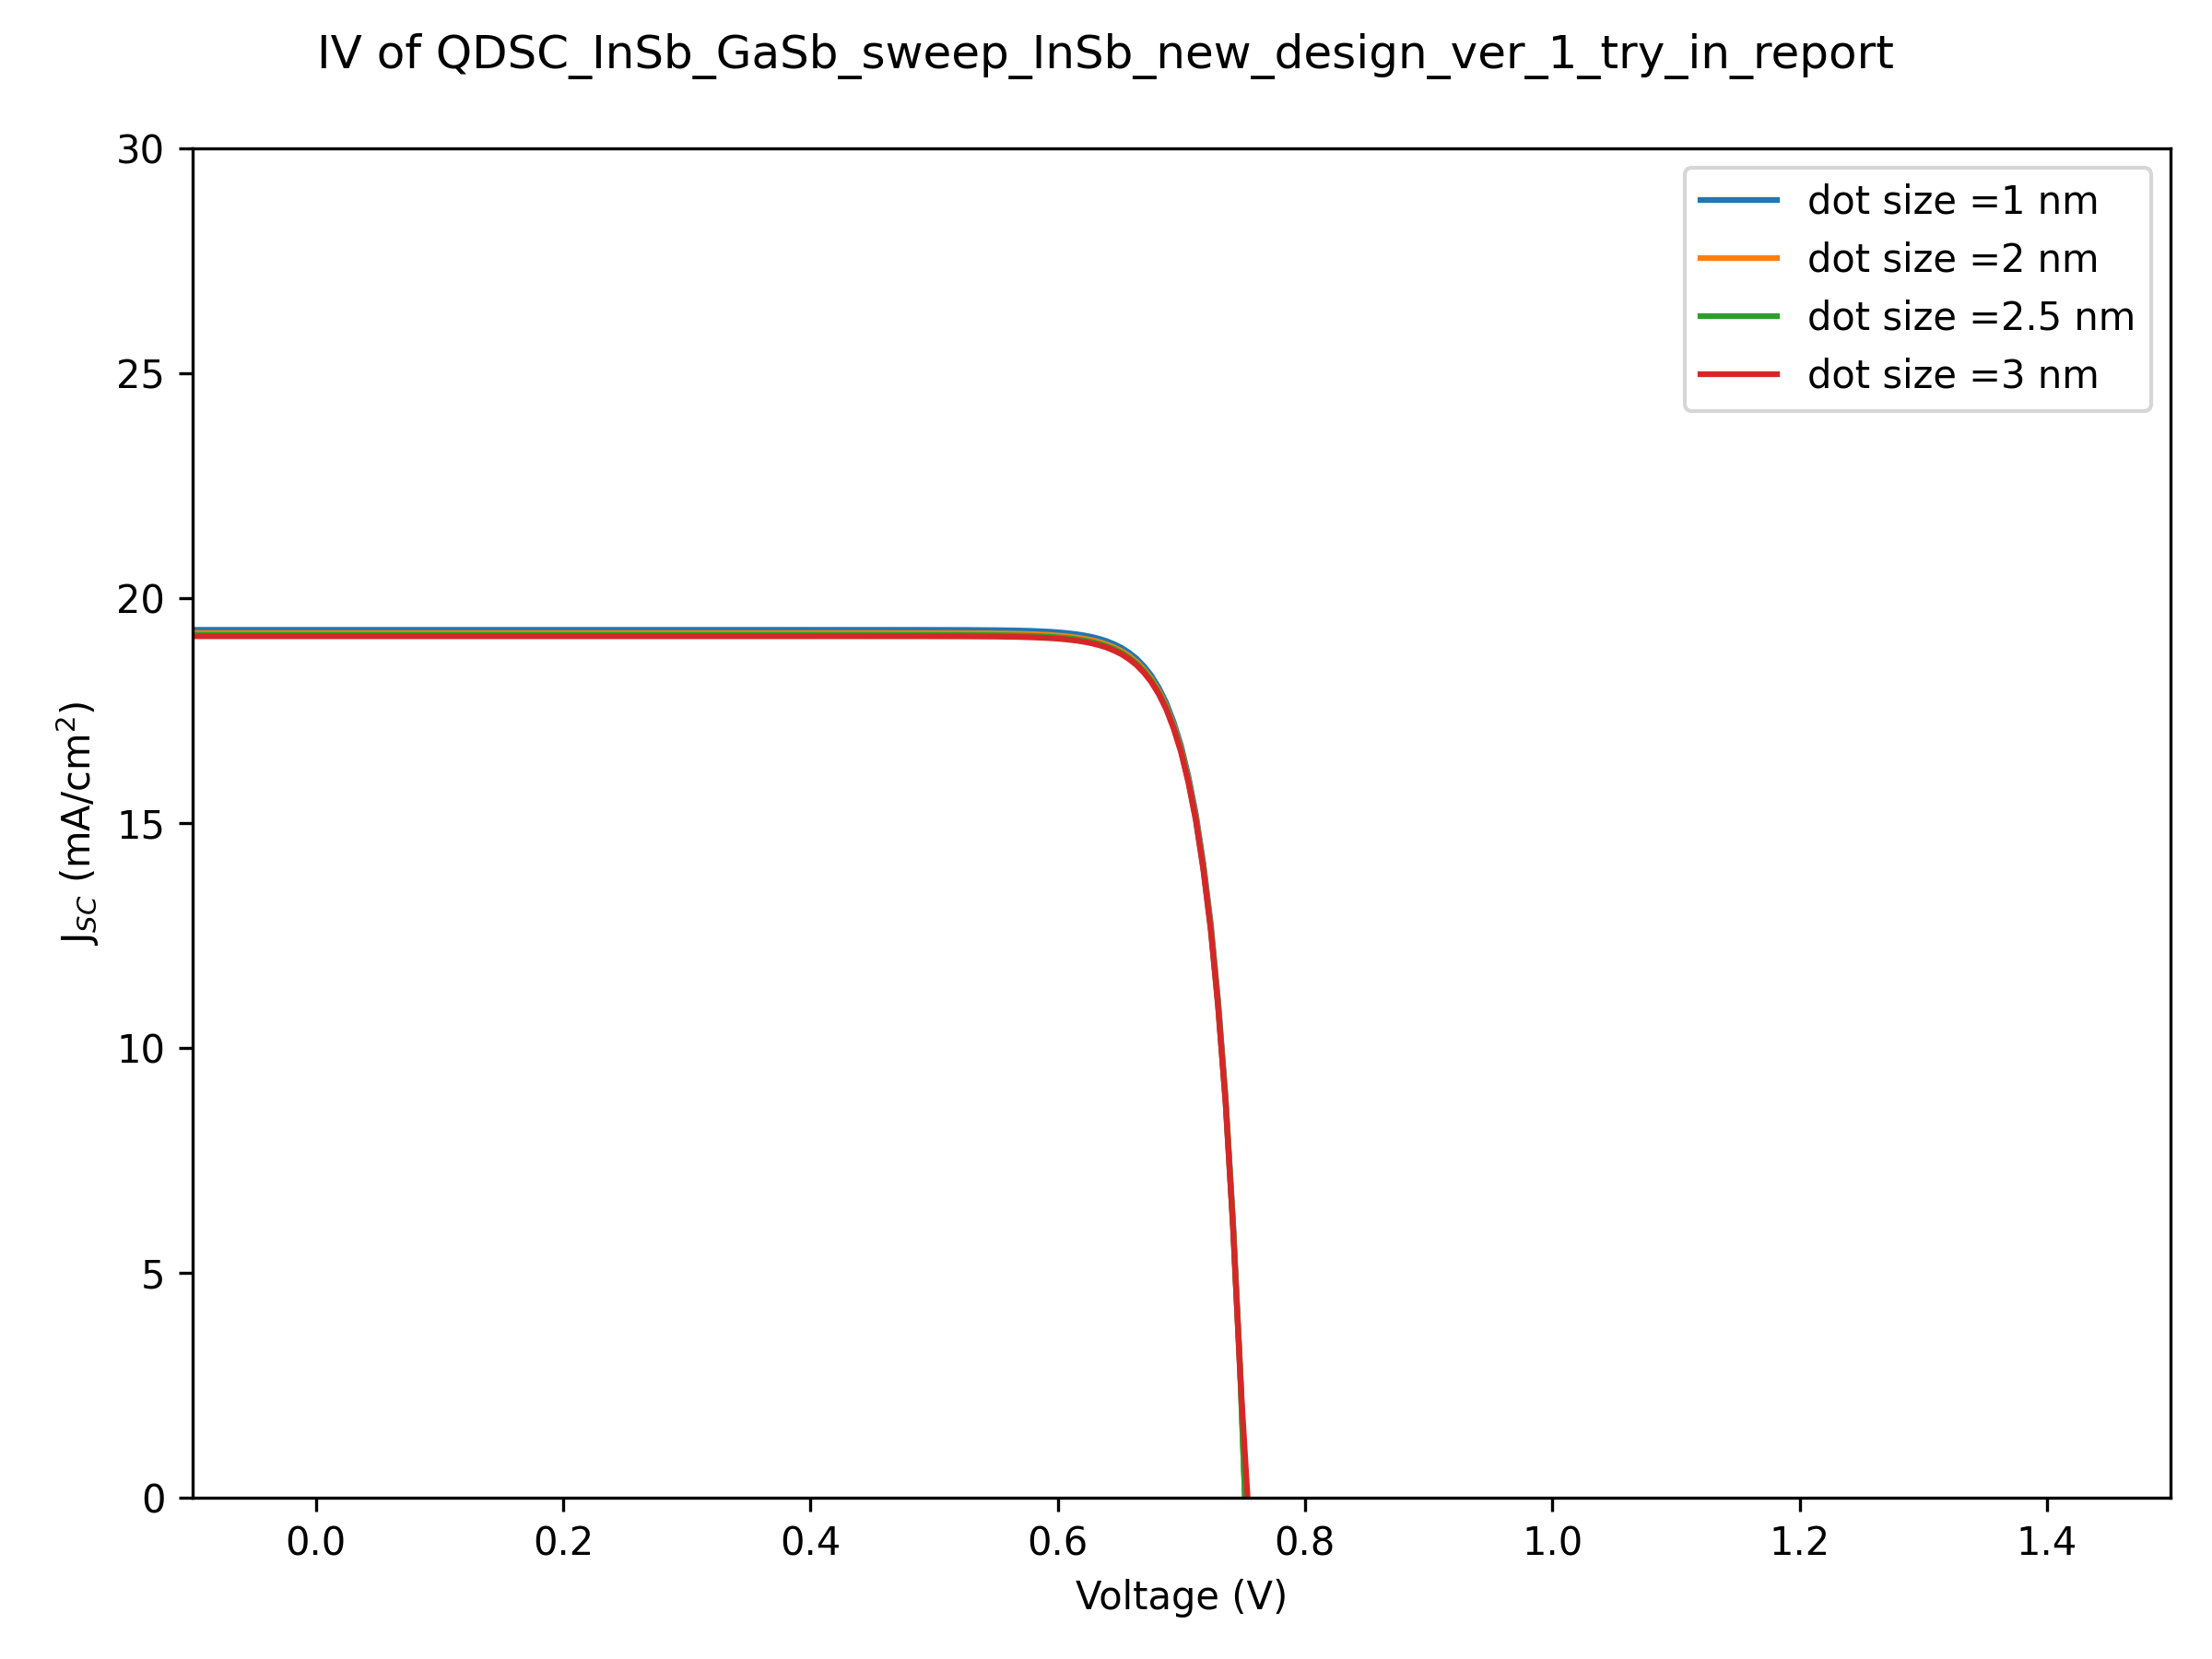 IV of QDSC_InSb_GaSb_sweep_InSb_new_design_ver_1_try_in_report
30
25
20
15
10
5
0
J_SC (mA/cm²)
dot size =1 nm
dot size =2 nm
dot size =2.5 nm
dot size =3 nm
0.0 0.2 0.4 0.6 0.8 1.0 1.2 1.4
Voltage (V)